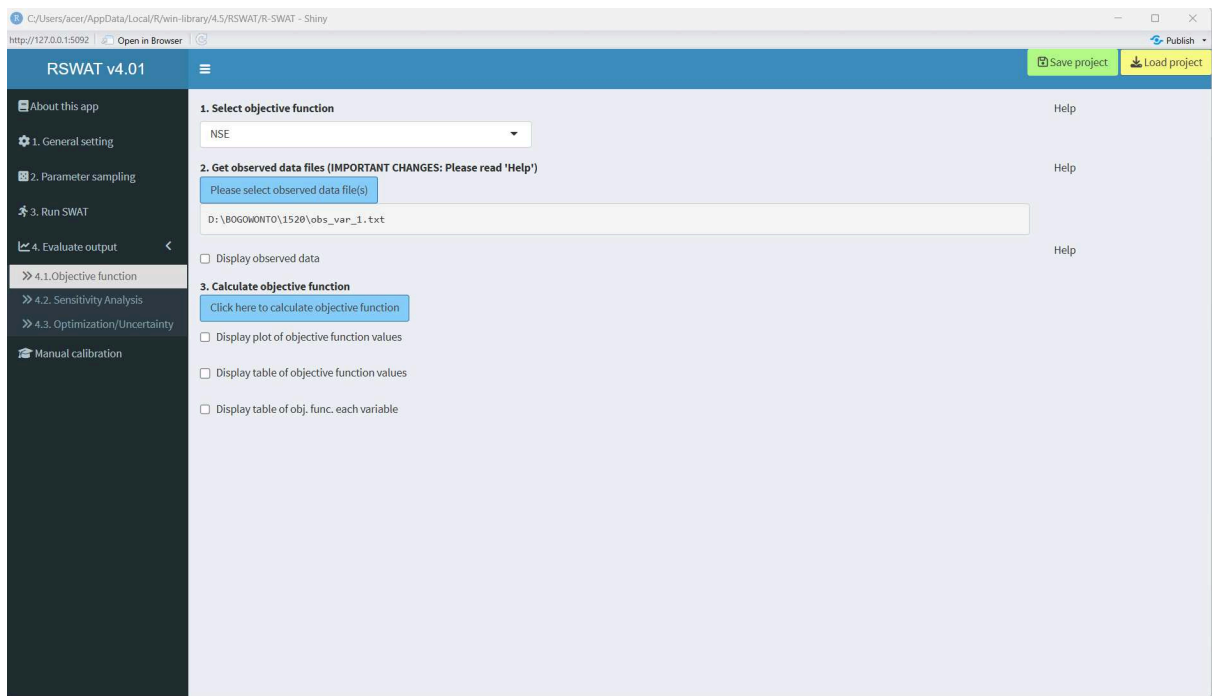 C:/Users/acer/AppData/Local/R/win-library/4.5/RSWAT/R-SWAT - Shiny
http://127.0.0.1:5092 Open in Browser Publish
RSWAT v4.01 Save project Load project
About this app
1. General setting
2. Parameter sampling
3. Run SWAT
4. Evaluate output
4.1.Objective function
4.2. Sensitivity Analysis
4.3. Optimization/Uncertainty
Manual calibration
1. Select objective function Help
NSE
2. Get observed data files (IMPORTANT CHANGES: Please read 'Help') Help
Please select observed data file(s)
D:\BOGOWONTO\1520\obs_var_1.txt
Display observed data Help
3. Calculate objective function
Click here to calculate objective function
Display plot of objective function values
Display table of objective function values
Display table of obj. func. each variable